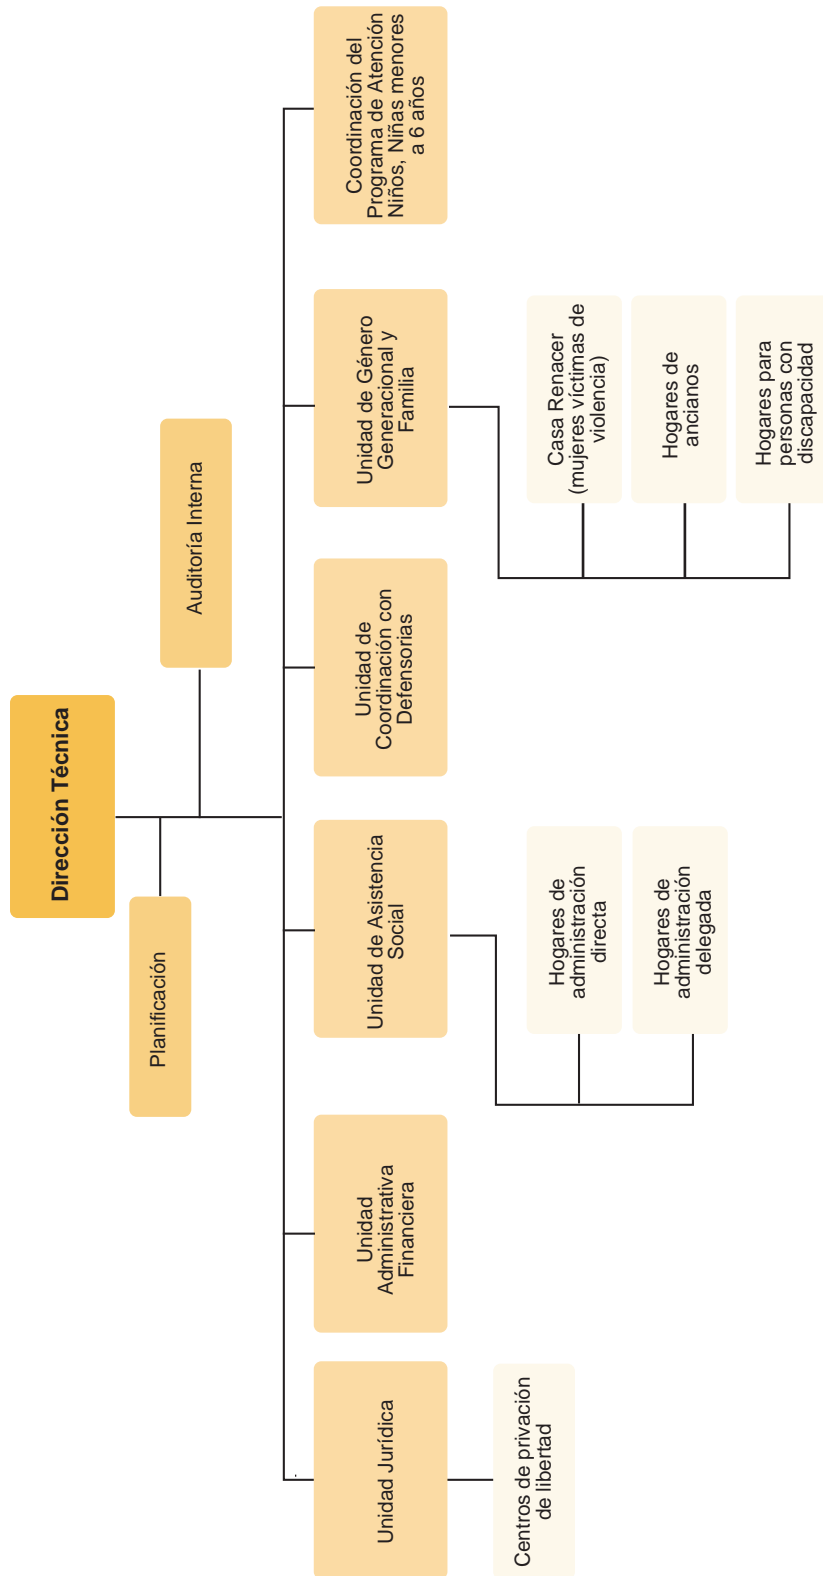 Dirección Técnica
Planificación
Auditoría Interna
Unidad Jurídica
Unidad
Administrativa
Financiera
Unidad de Asistencia
Social
Unidad de
Coordinación con
Defensorias
Unidad de Género
Generacional y
Familia
Coordinación del
Programa de Atención
Niños, Niñas menores
a 6 años
Centros de privación
de libertad
Hogares de
administración
directa
Hogares de
administración
delegada
Casa Renacer
(mujeres víctimas de
violencia)
Hogares de
ancianos
Hogares para
personas con
discapacidad